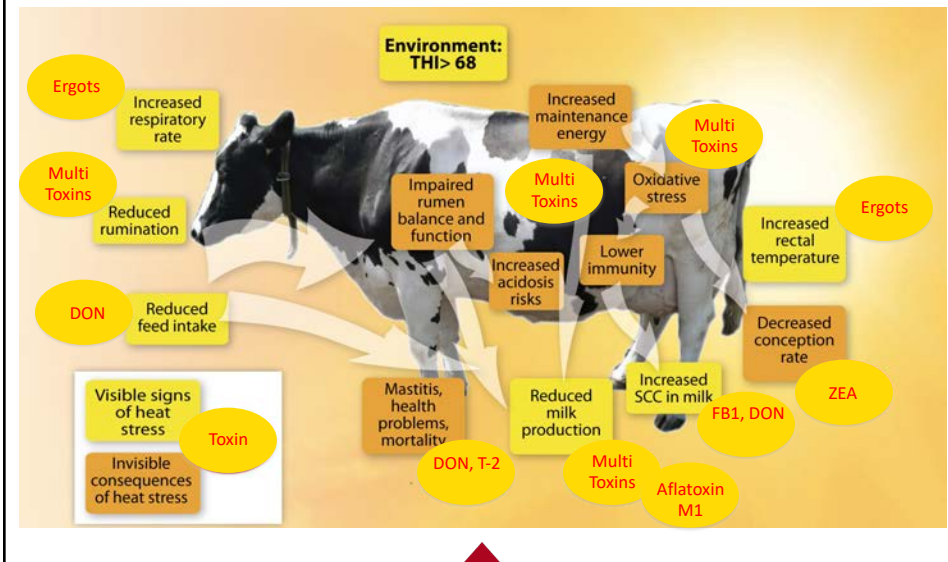 Environment:
THI> 68
Ergots
Increased
respiratory
rate
Increased
maintenance
energy
Multi
Toxins
Multi
Toxins
Reduced
rumination
Impaired
rumen
balance and
function
Multi
Toxins
Oxidative
stress
Ergots
Increased
rectal
temperature
Lower
immunity
Increased
acidosis
risks
DON
Reduced
feed intake
Decreased
conception
rate
ZEA
Visible signs
of heat
stress
Toxin
Invisible
consequences
of heat stress
Mastitis,
health
problems,
mortality
DON, T-2
Reduced
milk
production
Multi
Toxins
Aflatoxin
M1
Increased
SCC in milk
FB1, DON